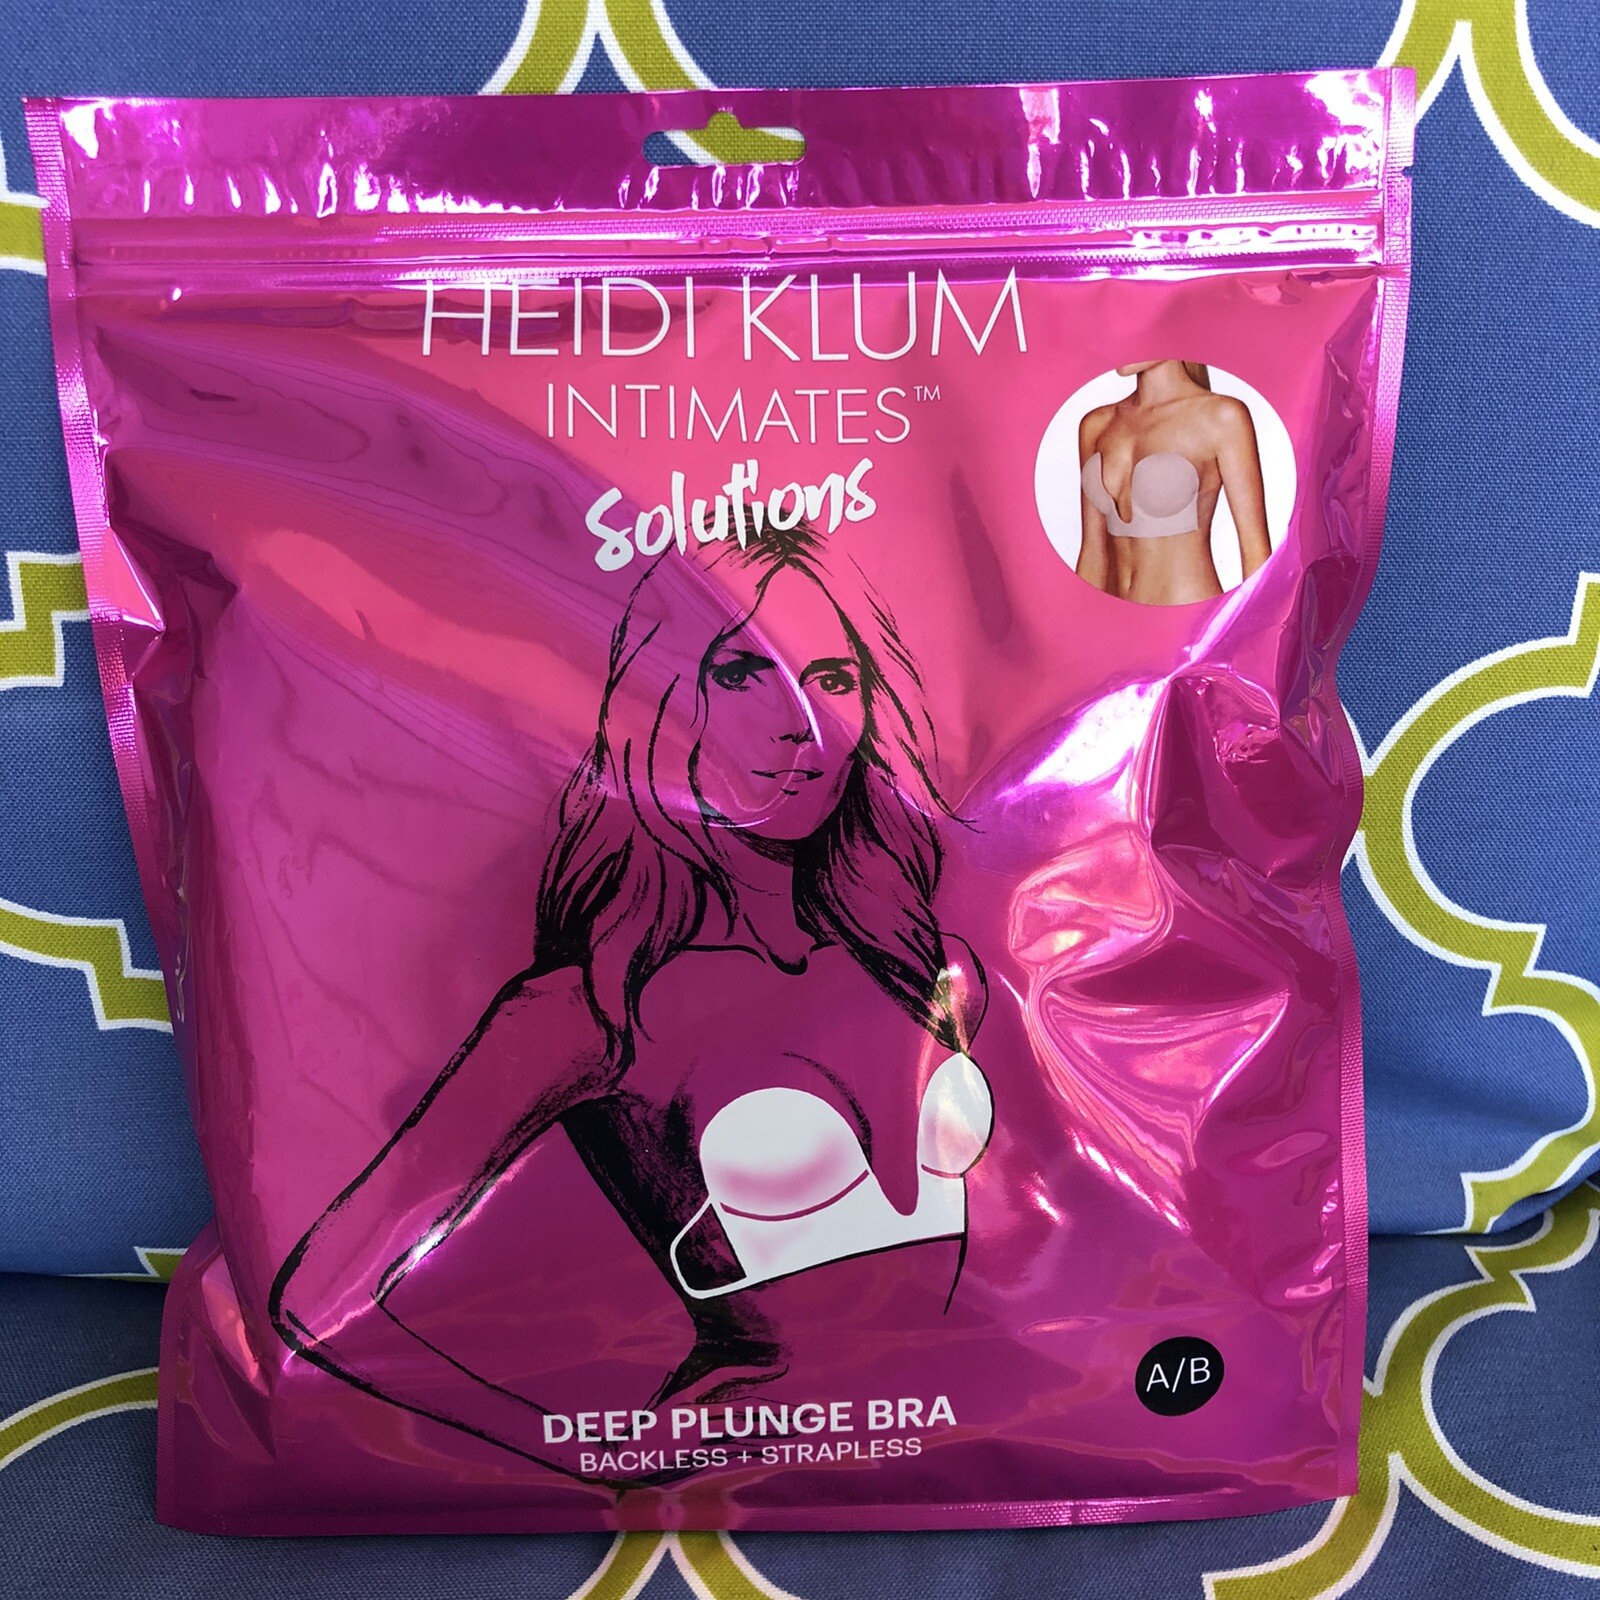 HEIDI KLUM
INTIMATES™
Solutions
A/B
DEEP PLUNGE BRA
BACKLESS + STRAPLESS